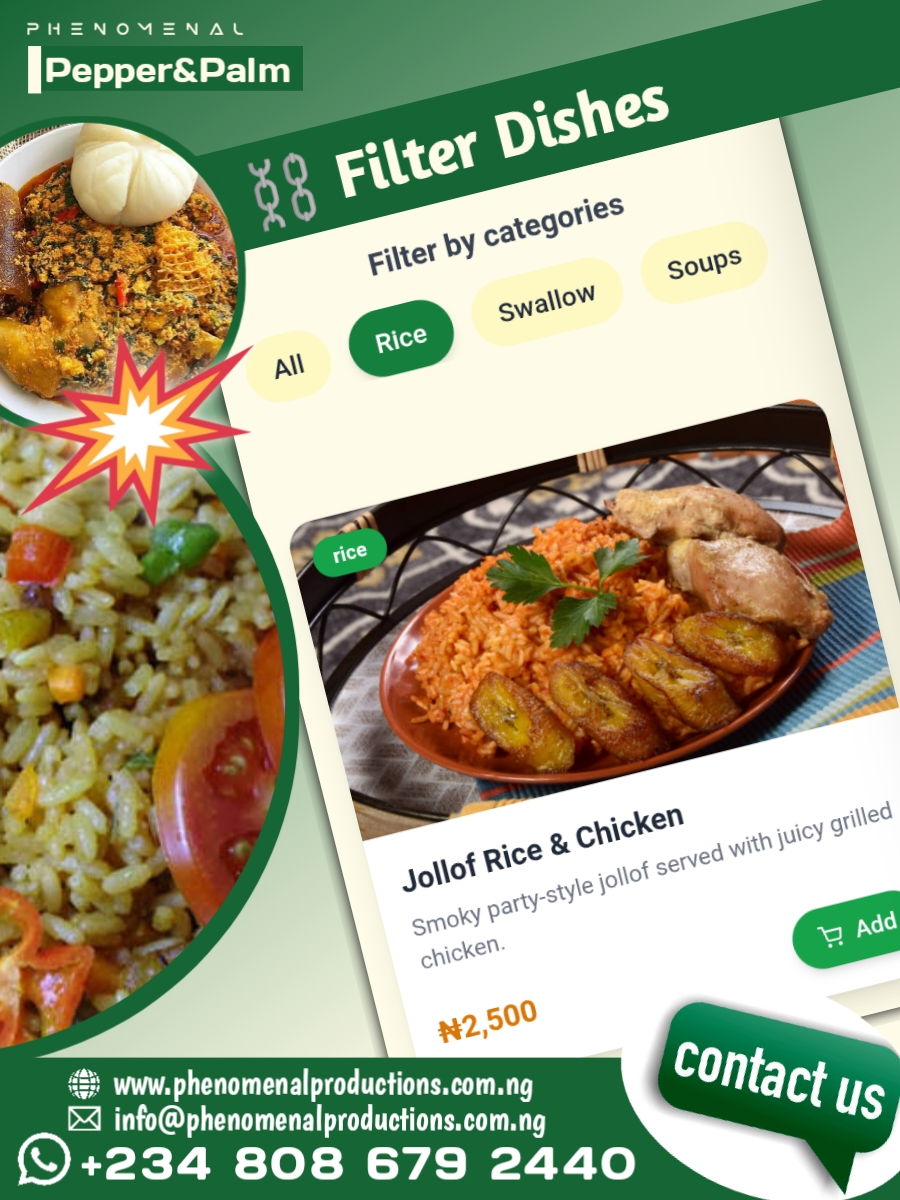 PHENOMENAL
Pepper&Palm
Filter Dishes
Filter by categories
All
Rice
Swallow
Soups
rice
Jollof Rice & Chicken
Smoky party-style jollof served with juicy grilled
chicken.
Add
₦2,500
contact us
www.phenomenalproductions.com.ng
info@phenomenalproductions.com.ng
+234 808 679 2440